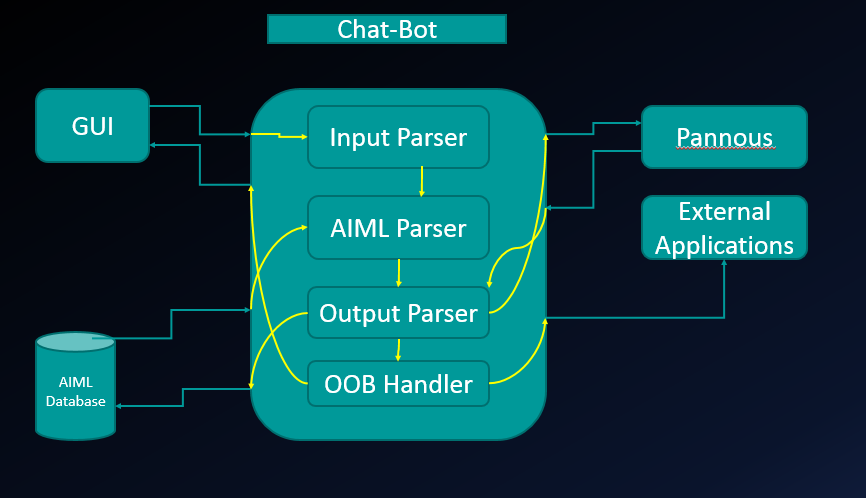 Chat-Bot
GUI
Input Parser
Pannous
AIML Parser
External
Applications
Output Parser
OOB Handler
AIML
Database